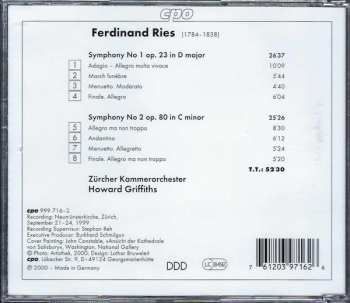 cpo
Ferdinand Ries (1784-1838)
Symphony No 1 op. 23 in D major 26'37
1 Adagio - Allegro molto vivace 10'09
2 March funèbre 5'44
3 Menuetto. Moderato 4'40
4 Finale. Allegro 6'04
Symphony No 2 op. 80 in C minor 25'26
5 Allegro ma non troppo 8'30
6 Andantino 6'12
7 Menuetto. Allegretto 5'24
8 Finale. Allegro ma non troppo 5'20
T.T.: 52'30
Zürcher Kammerorchester
Howard Griffiths
cpo 999 716-2
Recording: Neumünsterkirche, Zürich,
September 21-24, 1999
Recording Supervisor: Stephan Reh
Executive Producer: Burkhard Schmilgun
Cover Painting: John Constable, »Ansicht der Kathedrale
von Salisbury«, Washington, National Gallery
© Photo: Artothek, 2000; Design: Lothar Bruweleit
cpo Lübecker Str. 9, D-49124 Georgsmarienhütte
℗ 2000 - Made in Germany
DDD
LC 8492
7 61203 97162 6